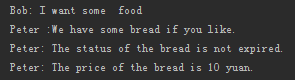 Bob: I want some  food
Peter :We have some bread if you like.
Peter: The status of the bread is not expired.
Peter: The price of the bread is 10 yuan.